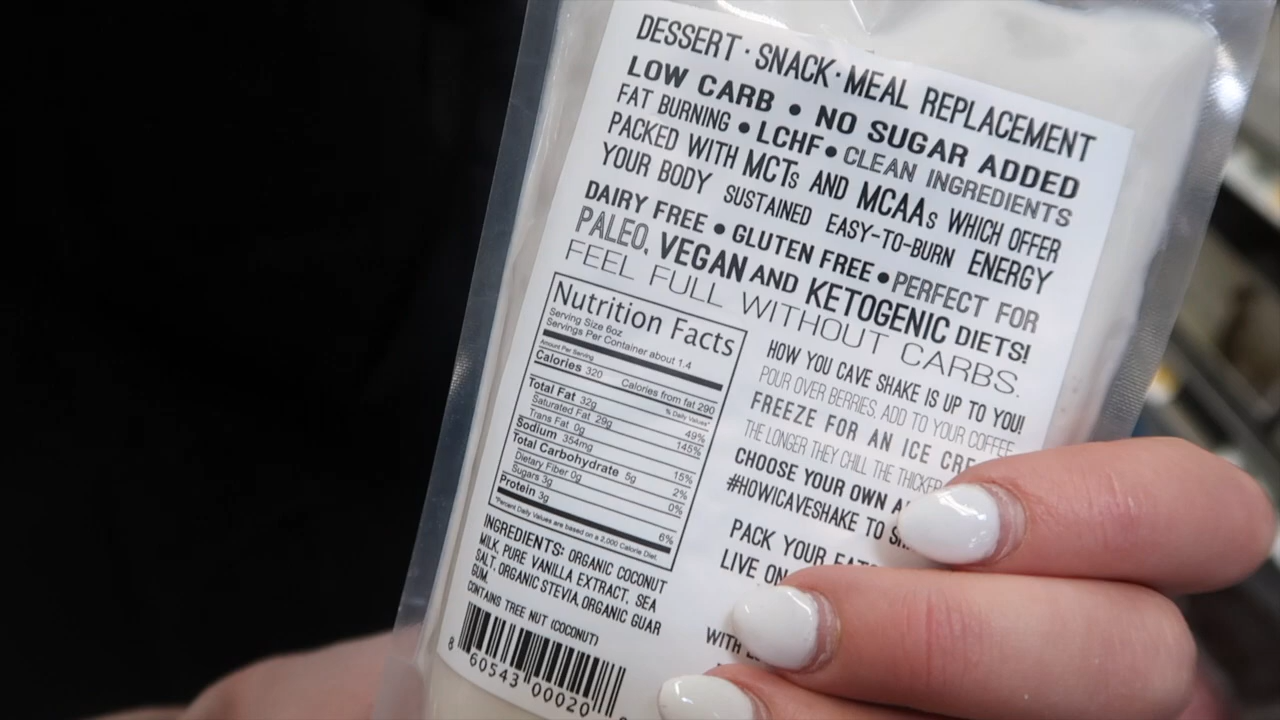 DESSERT · SNACK · MEAL REPLACEMENT
LOW CARB • NO SUGAR ADDED
FAT BURNING • LCHF • CLEAN INGREDIENTS
PACKED WITH MCTs AND MCAAs WHICH OFFER
YOUR BODY SUSTAINED EASY-TO-BURN ENERGY
DAIRY FREE • GLUTEN FREE • PERFECT FOR
PALEO, VEGAN AND KETOGENIC DIETS!
FEEL FULL WITHOUT CARBS.
Nutrition Facts
Serving Size 6oz
Servings Per Container about 1.4
Amount Per Serving
Calories 320 Calories from fat 290
% Daily Values*
Total Fat 32g 49%
Saturated Fat 29g 145%
Trans Fat 0g
Sodium 354mg 15%
Total Carbohydrate 5g 2%
Dietary Fiber 0g 0%
Sugars 3g
Protein 3g 6%
*Percent Daily Values are based on a 2,000 Calorie Diet.
INGREDIENTS: ORGANIC COCONUT
MILK, PURE VANILLA EXTRACT, SEA
SALT, ORGANIC STEVIA, ORGANIC GUAR
GUM.
CONTAINS TREE NUT (COCONUT)
8 60543 00020
HOW YOU CAVE SHAKE IS UP TO YOU!
POUR OVER BERRIES, ADD TO YOUR COFFEE
FREEZE FOR AN ICE
THE LONGER THEY CHILL THE THICKER
CHOOSE YOUR OWN
#HOWICAVESHAKE TO
PACK YOUR
LIVE ON
WITH